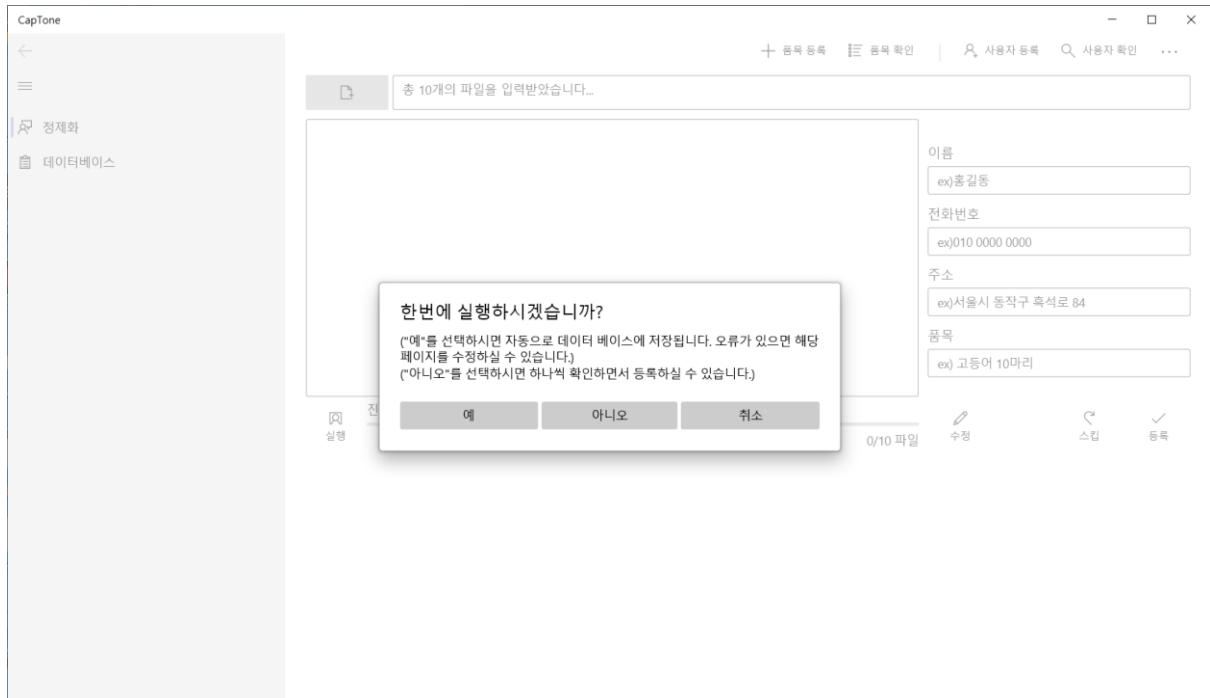 CapTone
품목 등록
품목 확인
사용자 등록
사용자 확인
총 10개의 파일을 입력받았습니다...
정제화
데이터베이스
이름
ex)홍길동
전화번호
ex)010 0000 0000
주소
ex)서울시 동작구 흑석로 84
품목
ex) 고등어 10마리
한번에 실행하시겠습니까?
("예"를 선택하시면 자동으로 데이터 베이스에 저장됩니다. 오류가 있으면 해당
페이지를 수정하실 수 있습니다.)
("아니오"를 선택하시면 하나씩 확인하면서 등록하실 수 있습니다.)
예
아니오
취소
실행
진
0/10 파일
수정
스킵
등록